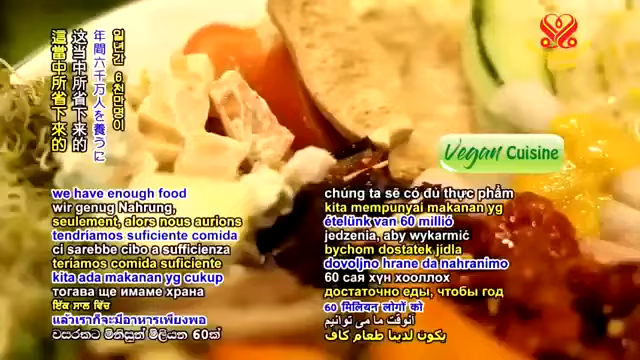 這當中所省下來的
这当中所省下来的
年間六千万人を養うに
일년간 6천만명이
Vegan Cuisine
we have enough food
wir genug Nahrung,
seulement, alors nous aurions
tendríamos suficiente comida
ci sarebbe cibo a sufficienza
teríamos comida suficiente
kita ada makanan yg cukup
тогава ще имаме храна
ਇੱਕ ਸਾਲ ਵਿੱਚ
แล้วเราก็จะมีอาหารเพียงพอ
වසරකට මිනිසුන් මිලියන 60ක්
chúng ta sẽ có đủ thực phẩm
kita mempunyai makanan yg
ételünk van 60 millió
jedzenia, aby wykarmić
bychom dostatek jídla
dovoljno hrane da nahranimo
60 сая хүн хооллох
достаточно еды, чтобы год
60 ਮਿਲਿਅਨ ਲੋਗੋਂ ਕੋ
آنوقت ما می توانیم
يكون لدينا طعام كاف